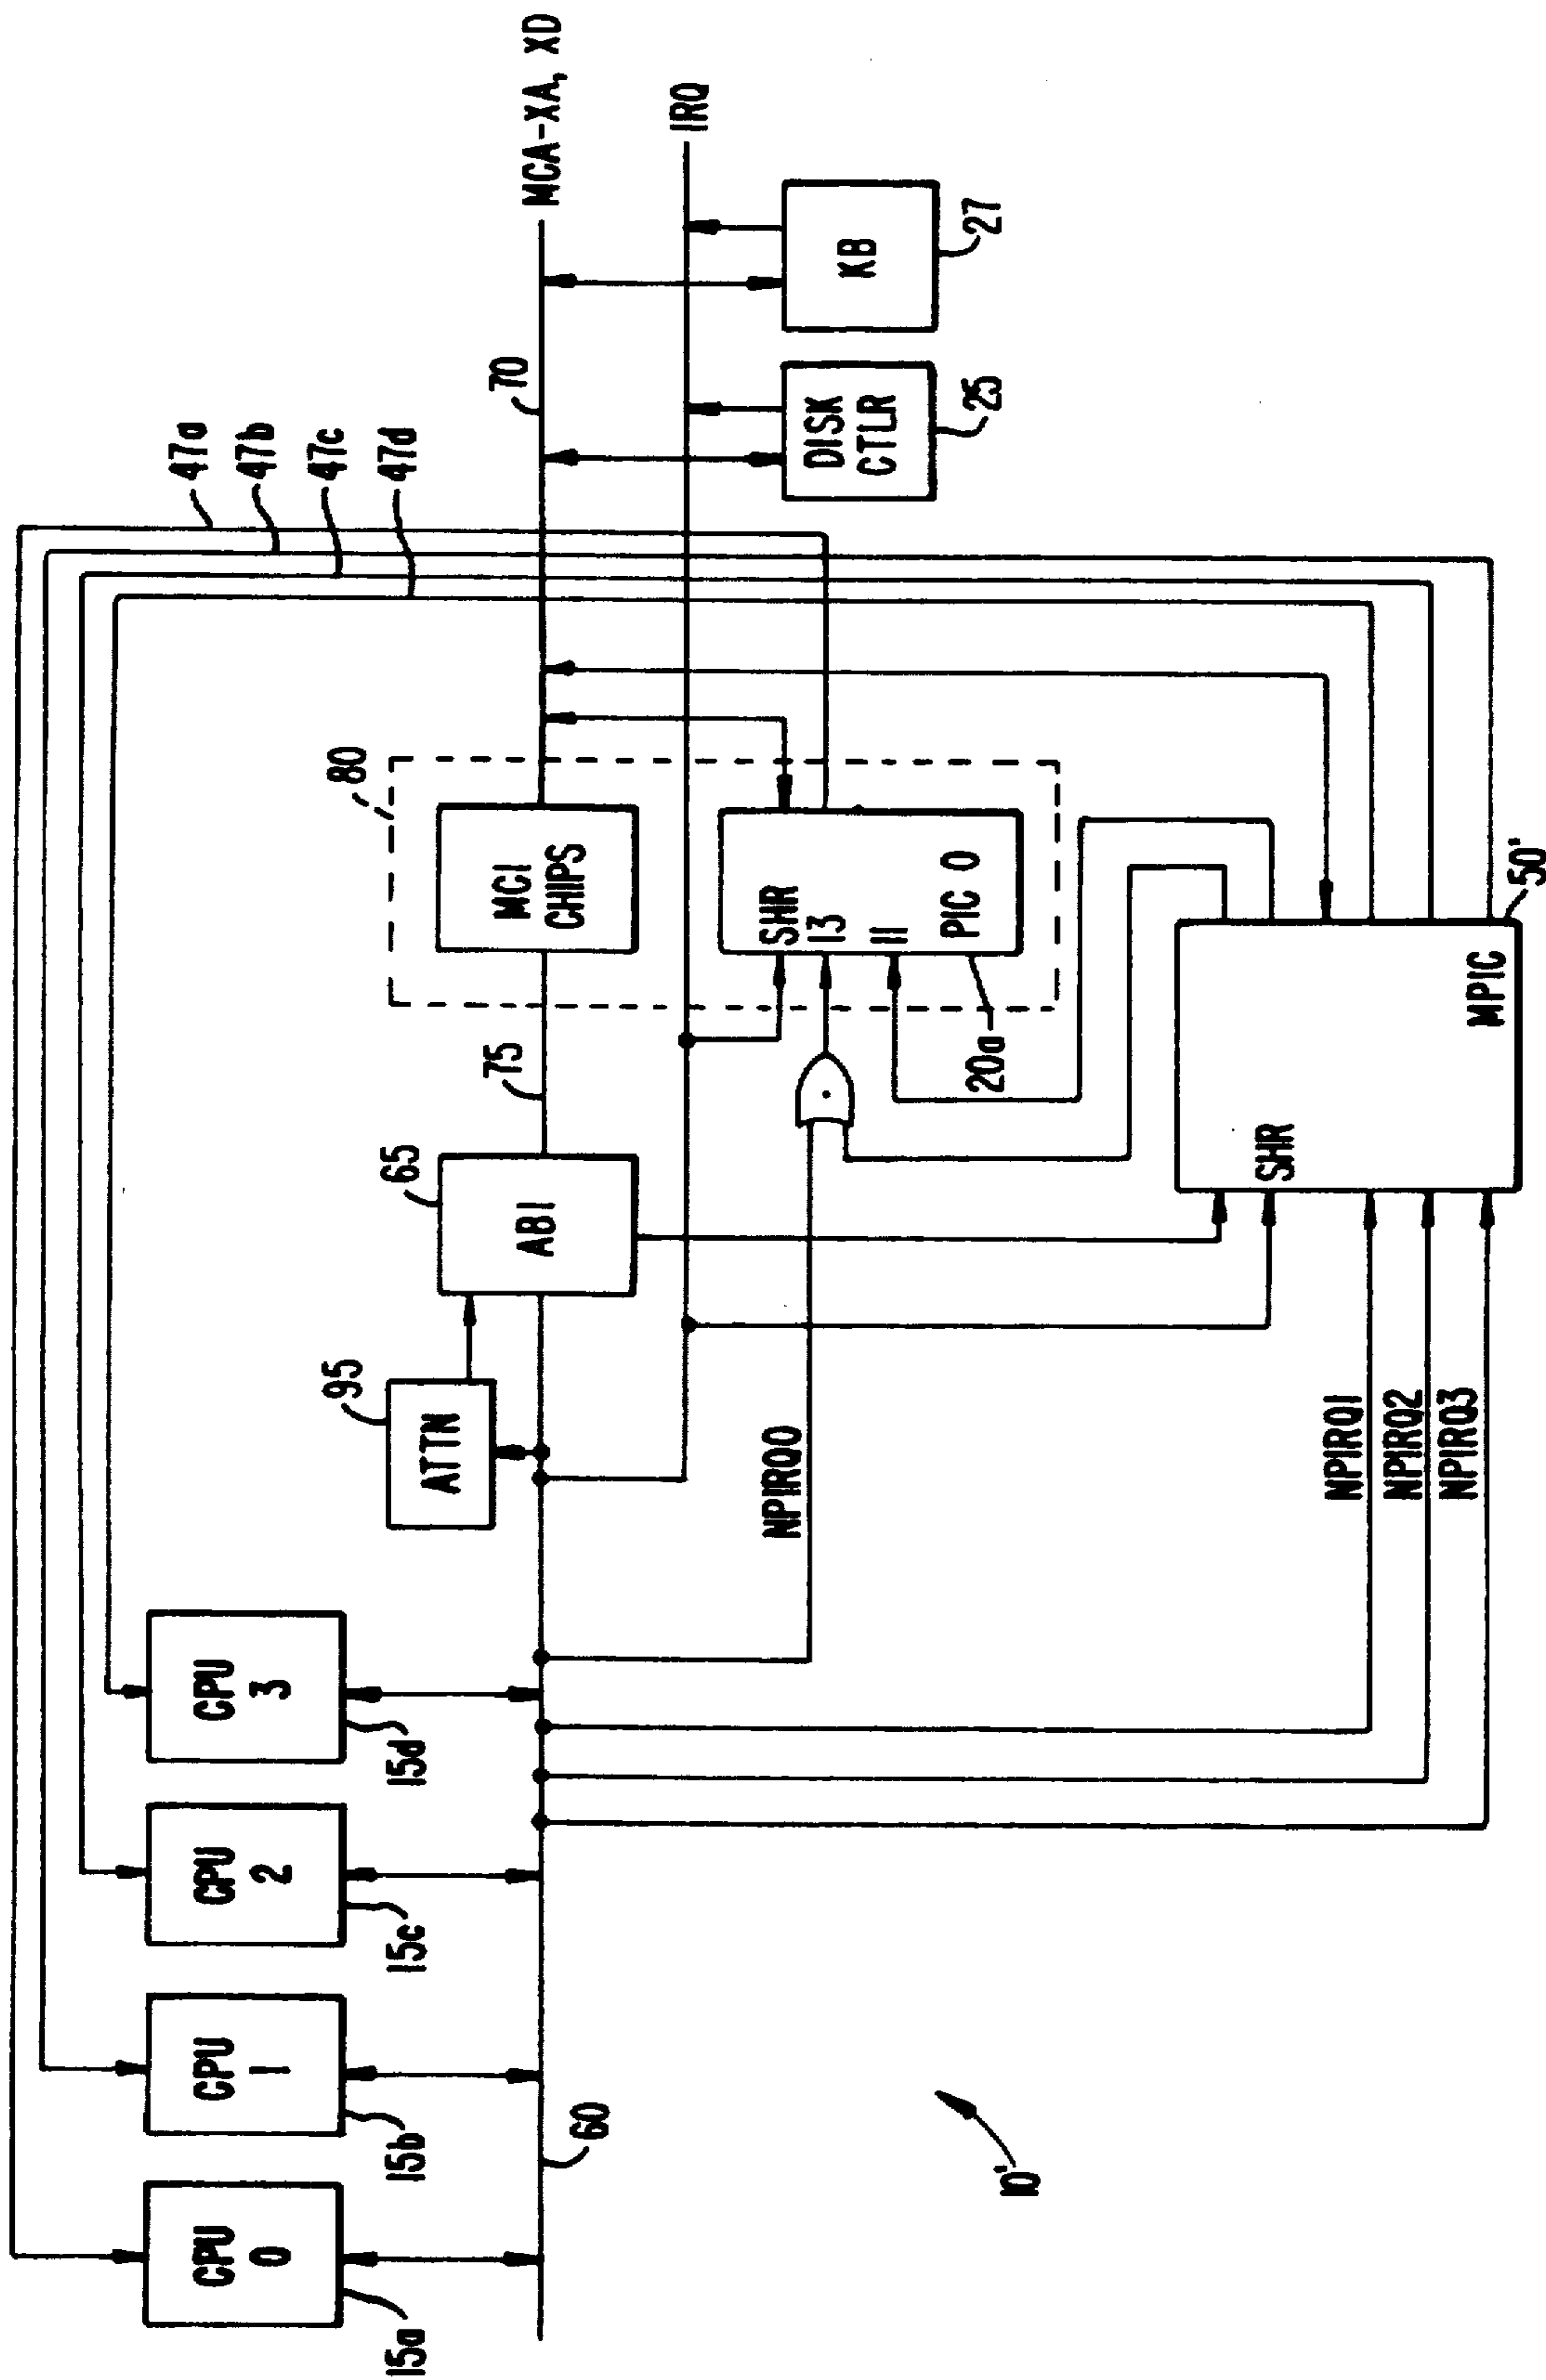 47a
47b
47c
47d
CPU
0
15a
CPU
1
15b
CPU
2
15c
CPU
3
15d
60
ATTN
95
ABI
65
75
80
MCI
CHIPS
70
MCA-XA, XD
IRQ
SHR
13
11
PIC 0
20a
DISK
CTLR
25
KB
27
NPIRQ0
NPIRQ1
NPIRQ2
NPIRQ3
SHR
MPIC
50'
10'